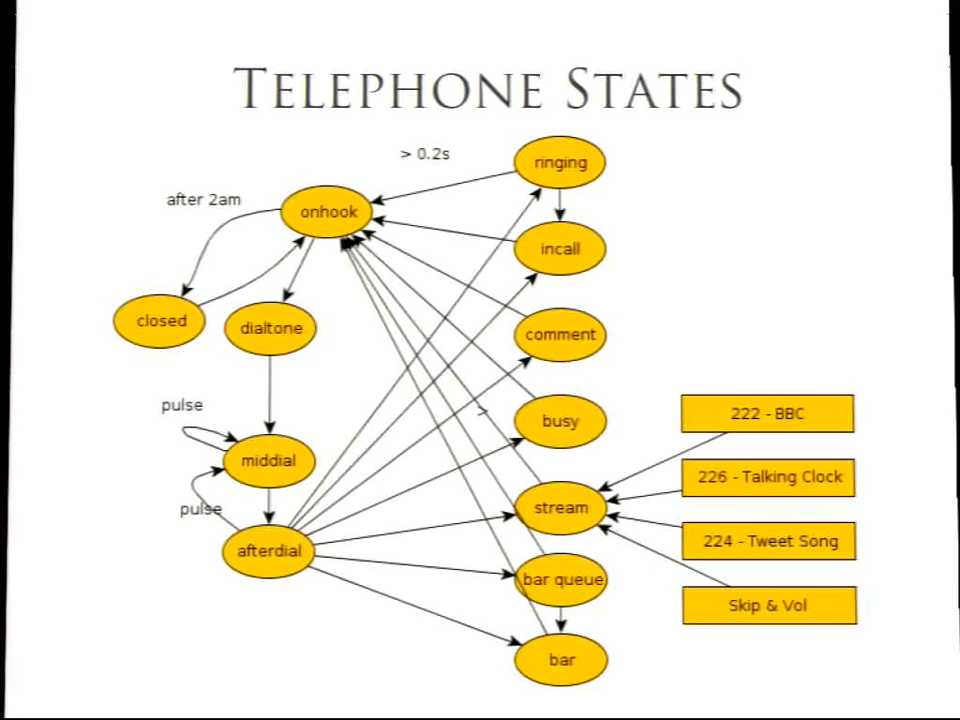 TELEPHONE STATES
> 0.2s
ringing
after 2am
onhook
incall
closed
dialtone
comment
pulse
busy
222 - BBC
middial
226 - Talking Clock
pulse
stream
224 - Tweet Song
afterdial
bar queue
Skip & Vol
bar